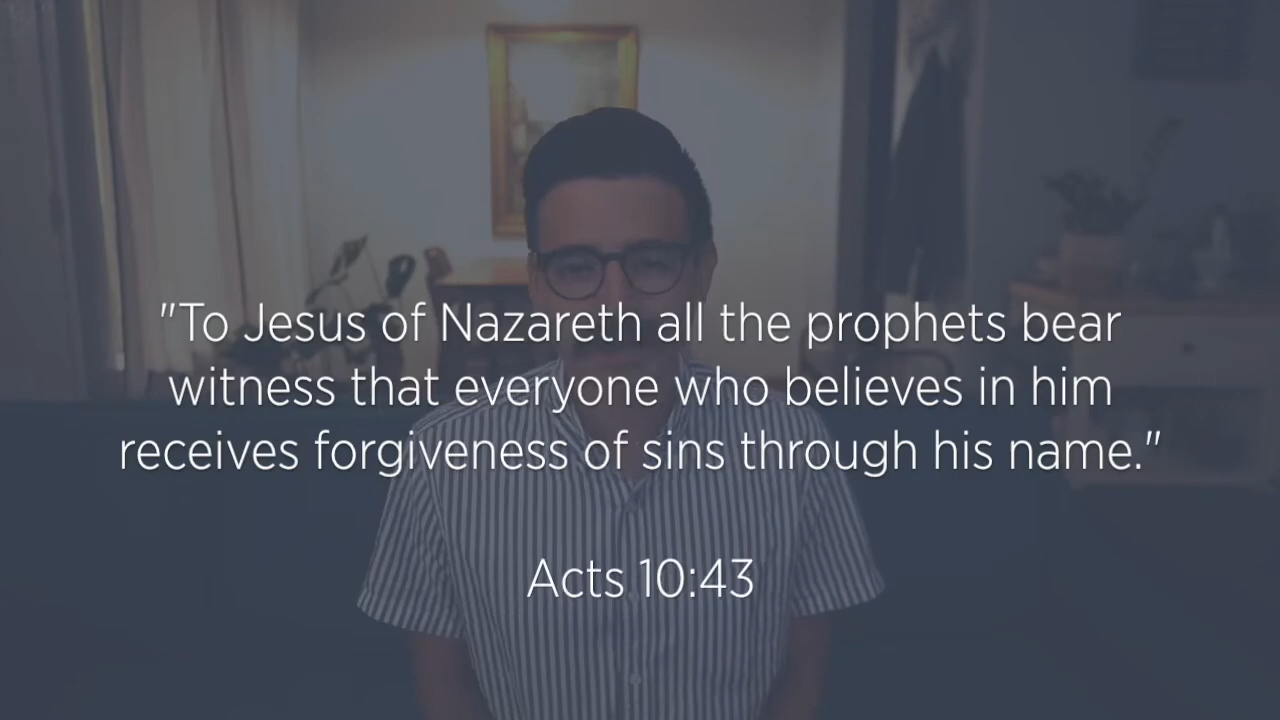 "To Jesus of Nazareth all the prophets bear
witness that everyone who believes in him
receives forgiveness of sins through his name."
Acts 10:43